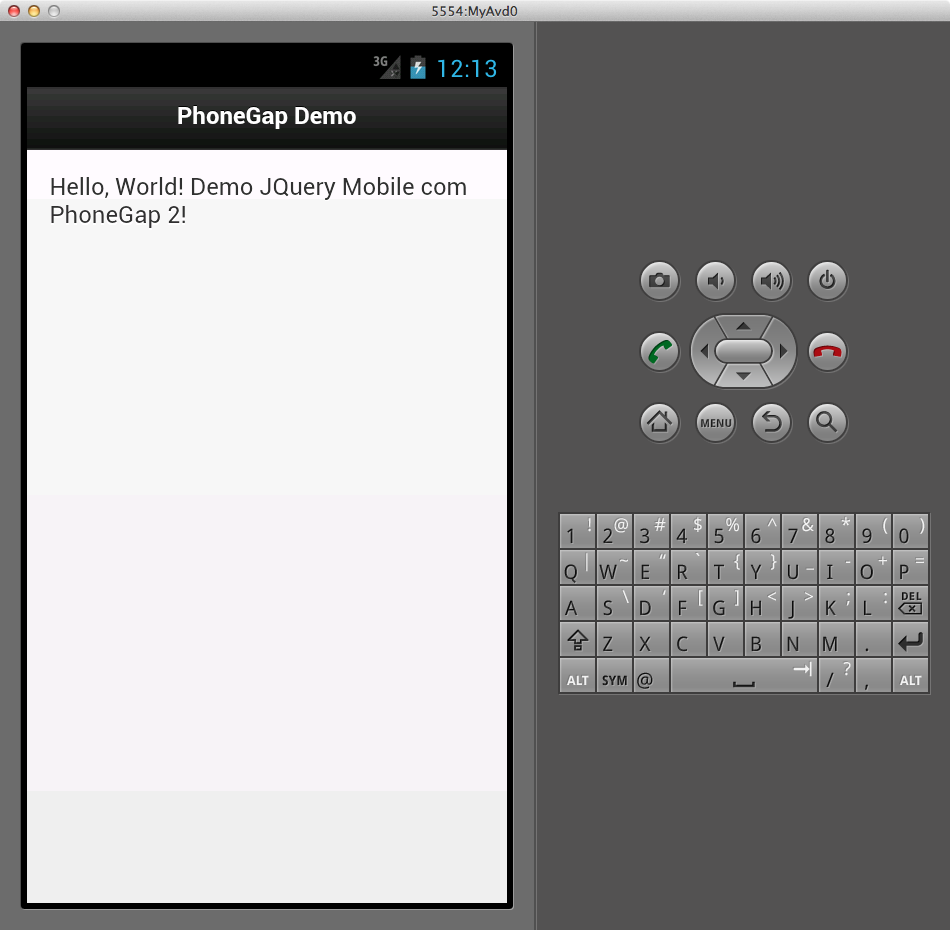 5554:MyAvd0
3G 12:13
PhoneGap Demo
Hello, World! Demo JQuery Mobile com
PhoneGap 2!
MENU
1 ! 2 @ 3 # 4 $ 5 % 6 ^ 7 & 8 * 9 ( 0 )
Q | W ~ E “ R ` T { Y } U _ I - O + P =
A S \ D ‘ F [ G ] H < J > K ; L : DEL
Z X C V B N M .
ALT SYM @ / ? , ALT